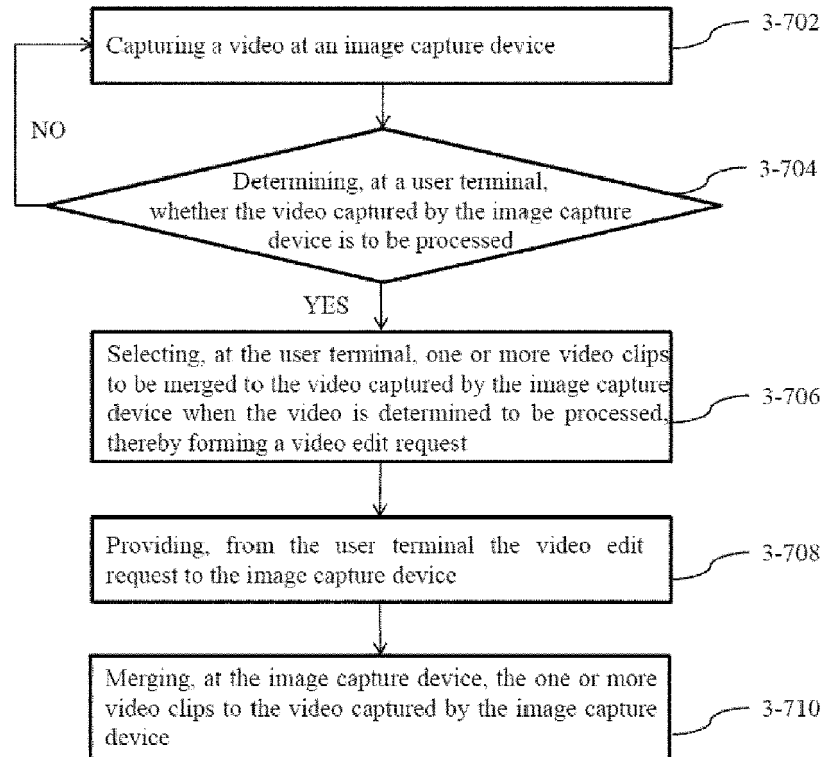 Capturing a video at an image capture device
3-702
NO
Determining, at a user terminal,
whether the video captured by the image capture
device is to be processed
3-704
YES
Selecting, at the user terminal, one or more video clips
to be merged to the video captured by the image capture
device when the video is determined to be processed,
thereby forming a video edit request
3-706
Providing, from the user terminal the video edit
request to the image capture device
3-708
Merging, at the image capture device, the one or more
video clips to the video captured by the image capture
device
3-710